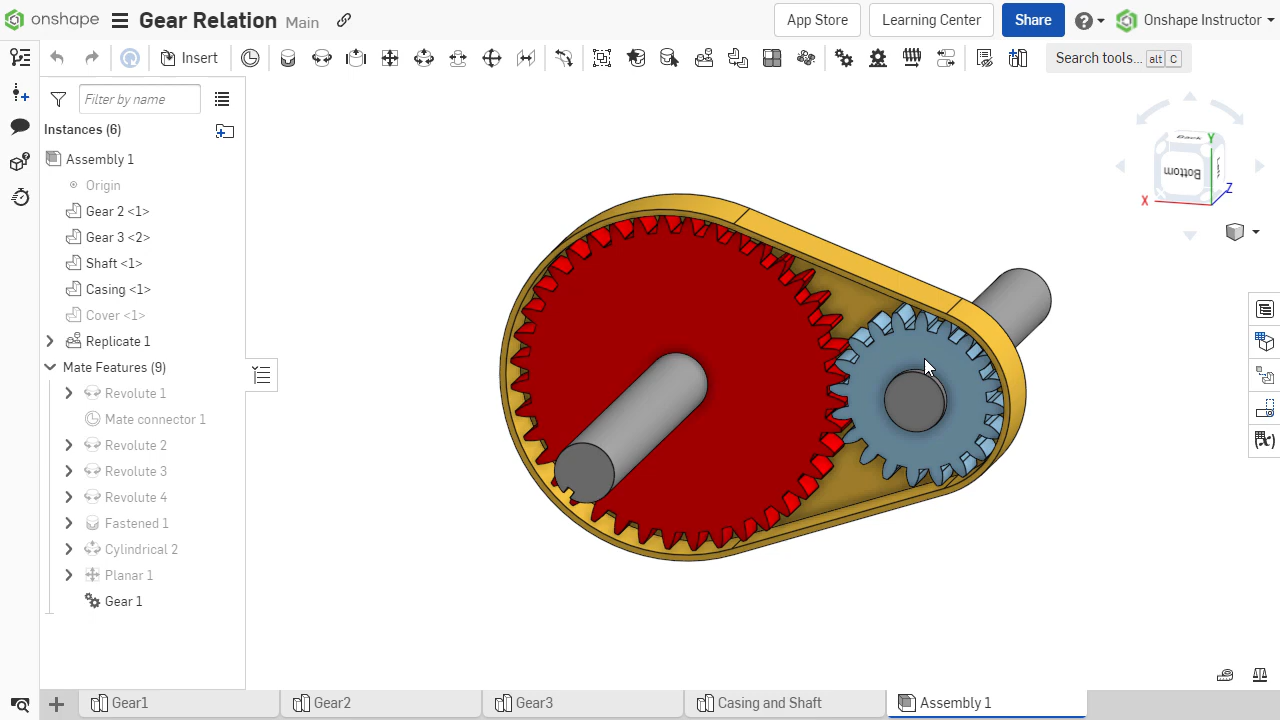 onshape
Gear Relation Main
App Store
Learning Center
Share
Onshape Instructor
Insert
Search tools... alt C
Filter by name
Instances (6)
Assembly 1
Origin
Gear 2 <1>
Gear 3 <2>
Shaft <1>
Casing <1>
Cover <1>
Replicate 1
Mate Features (9)
Revolute 1
Mate connector 1
Revolute 2
Revolute 3
Revolute 4
Fastened 1
Cylindrical 2
Planar 1
Gear 1
Back
Y
Bottom
Z
X
(x)
Gear1
Gear2
Gear3
Casing and Shaft
Assembly 1